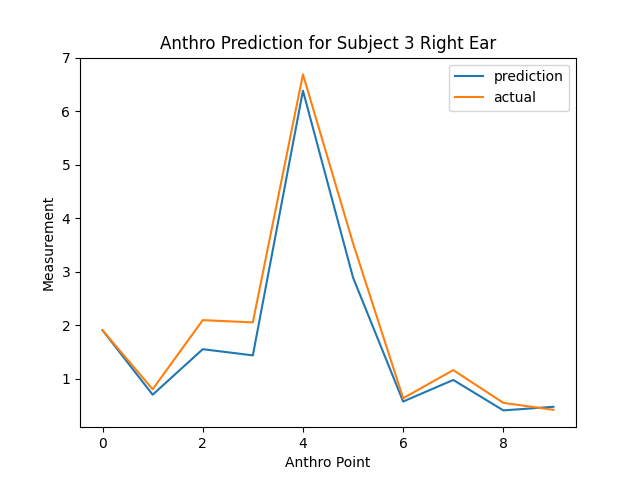 Anthro Prediction for Subject 3 Right Ear
prediction
actual
7
6
5
4
3
2
1
Measurement
0 2 4 6 8
Anthro Point